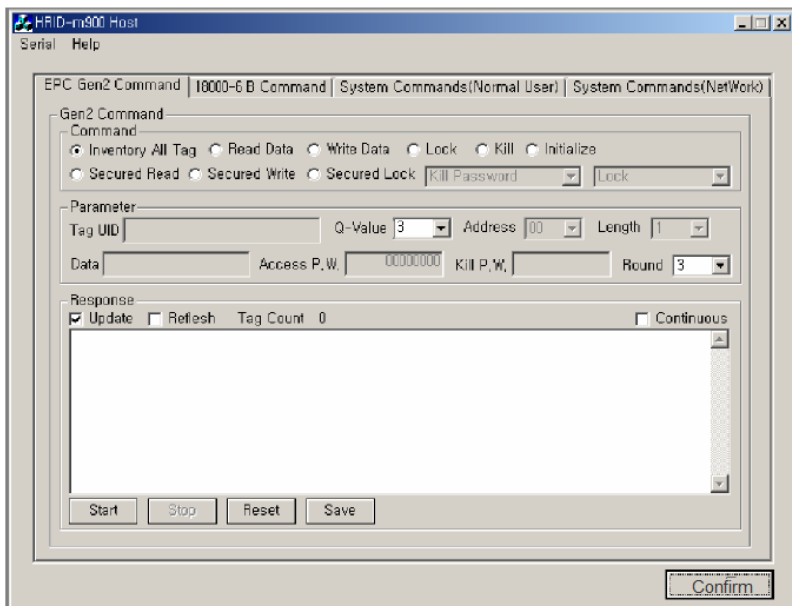 HRID-m900 Host
Serial Help
EPC Gen2 Command 18000-6 B Command System Commands(Normal User) System Commands(NetWork)
Gen2 Command
Command
Inventory All Tag Read Data Write Data Lock Kill Initialize
Secured Read Secured Write Secured Lock Kill Password Lock
Parameter
Tag UID Q-Value 3 Address 00 Length 1
Data Access P.W. 00000000 Kill P.W. Round 3
Response
Update Reflesh Tag Count 0 Continuous
Start Stop Reset Save
Confirm